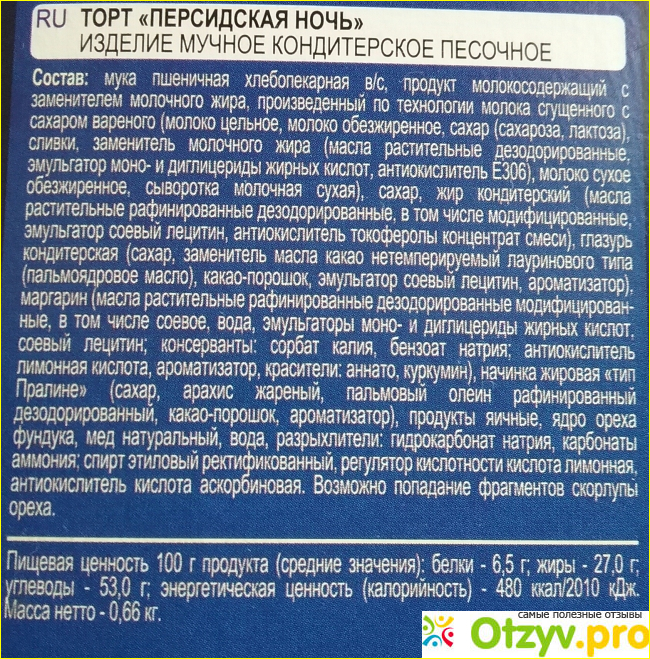 RU ТОРТ «ПЕРСИДСКАЯ НОЧЬ»
ИЗДЕЛИЕ МУЧНОЕ КОНДИТЕРСКОЕ ПЕСОЧНОЕ
Состав: мука пшеничная хлебопекарная в/с, продукт молокосодержащий с
заменителем молочного жира, произведенный по технологии молока сгущенного с
сахаром вареного (молоко цельное, молоко обезжиренное, сахар (сахароза, лактоза),
сливки, заменитель молочного жира (масла растительные дезодорированные,
эмульгатор моно- и диглицериды жирных кислот, антиокислитель Е306), молоко сухое
обезжиренное, сыворотка молочная сухая), сахар, жир кондитерский (масла
растительные рафинированные дезодорированные, в том числе модифицированные,
эмульгатор соевый лецитин, антиокислитель токоферолы концентрат смеси), глазурь
кондитерская (сахар, заменитель масла какао нетемперируемый лауринового типа
(пальмоядровое масло), какао-порошок, эмульгатор соевый лецитин, ароматизатор),
маргарин (масла растительные рафинированные дезодорированные модифицирован-
ные, в том числе соевое, вода, эмульгаторы моно- и диглицериды жирных кислот,
соевый лецитин; консерванты: сорбат калия, бензоат натрия: антиокислитель
лимонная кислота, ароматизатор, красители: аннато, куркумин), начинка жировая «тип
Пралине» (сахар, арахис жареный, пальмовый олеин рафинированный
дезодорированный, какао-порошок, ароматизатор), продукты яичные, ядро ореха
фундука, мед натуральный, вода, разрыхлители: гидрокарбонат натрия, карбонаты
аммония; спирт этиловый ректификованный, регулятор кислотности кислота лимонная,
антиокислитель кислота аскорбиновая. Возможно попадание фрагментов скорлупы
ореха.
Пищевая ценность 100 г продукта (средние значения): белки - 6,5 г; жиры - 27,0 г;
углеводы - 53,0 г; энергетическая ценность (калорийность) - 480 ккал/2010 кДж.
Масса нетто - 0,66 кг.
самые полезные отзывы
Otzyv.pro